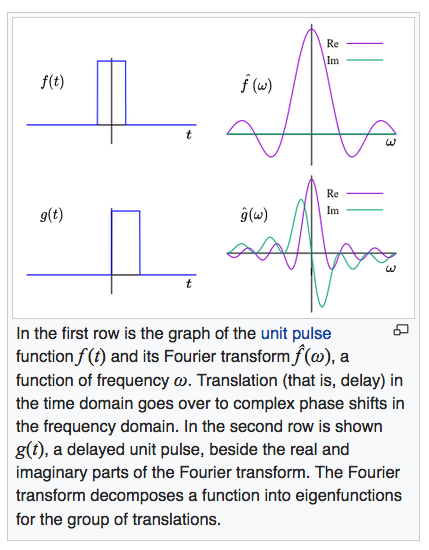 f(t)
t
Re
Im
f̂(ω)
ω
g(t)
t
Re
Im
ĝ(ω)
ω
In the first row is the graph of the unit pulse
function f (t) and its Fourier transform f̂(ω), a
function of frequency ω. Translation (that is, delay) in
the time domain goes over to complex phase shifts in
the frequency domain. In the second row is shown
g(t), a delayed unit pulse, beside the real and
imaginary parts of the Fourier transform. The Fourier
transform decomposes a function into eigenfunctions
for the group of translations.